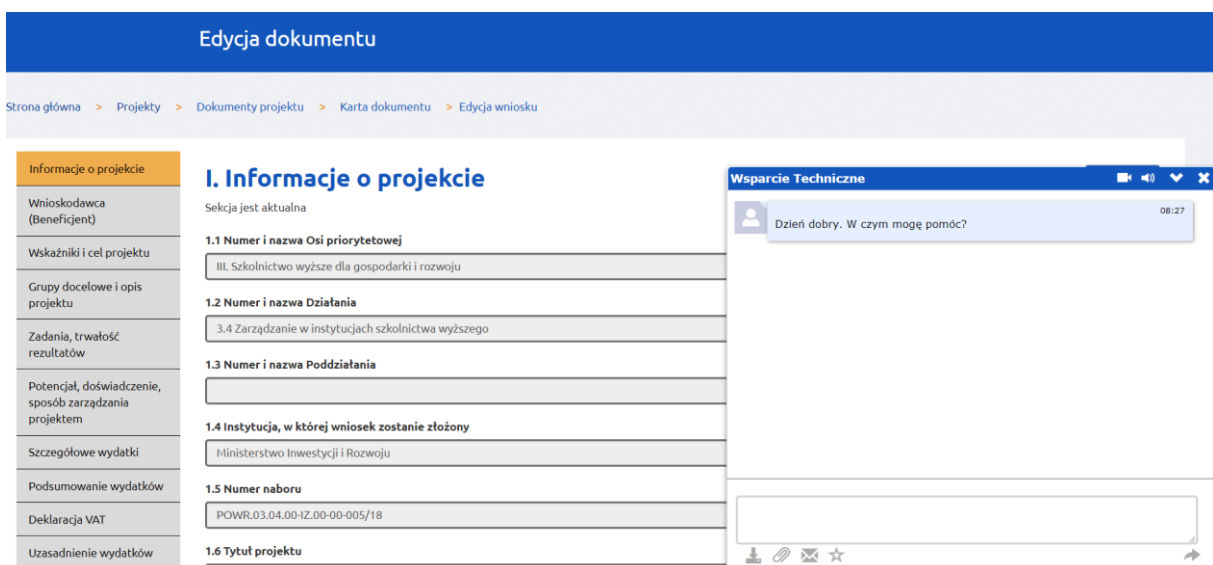 Edycja dokumentu
Strona główna > Projekty > Dokumenty projektu > Karta dokumentu > Edycja wniosku
Informacje o projekcie
Wnioskodawca
(Beneficjent)
Wskaźniki i cel projektu
Grupy docelowe i opis
projektu
Zadania, trwałość
rezultatów
Potencjał, doświadczenie,
sposób zarządzania
projektem
Szczegółowe wydatki
Podsumowanie wydatków
Deklaracja VAT
Uzasadnienie wydatków
I. Informacje o projekcie
Sekcja jest aktualna
1.1 Numer i nazwa Osi priorytetowej
III. Szkolnictwo wyższe dla gospodarki i rozwoju
1.2 Numer i nazwa Działania
3.4 Zarządzanie w instytucjach szkolnictwa wyższego
1.3 Numer i nazwa Poddziałania
1.4 Instytucja, w której wniosek zostanie złożony
Ministerstwo Inwestycji i Rozwoju
1.5 Numer naboru
POWR.03.04.00-IZ.00-00-005/18
1.6 Tytuł projektu
Wsparcie Techniczne
08:27
Dzień dobry. W czym mogę pomóc?